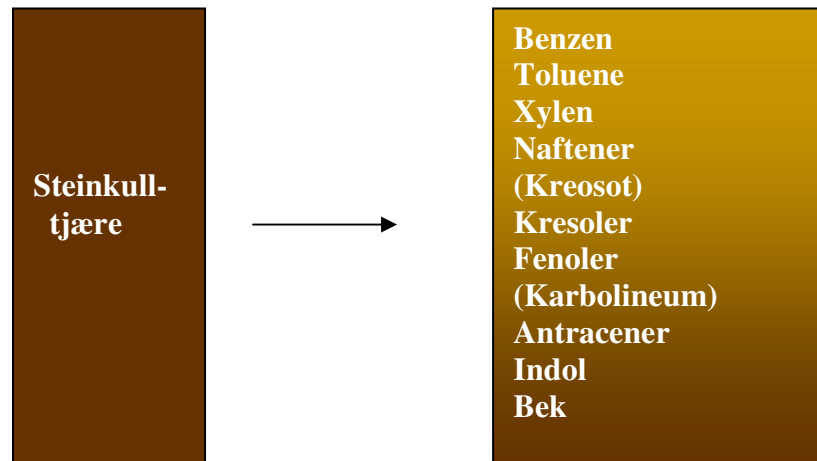 Steinkull-
tjære
Benzen
Toluene
Xylen
Naftener
(Kreosot)
Kresoler
Fenoler
(Karbolineum)
Antracener
Indol
Bek